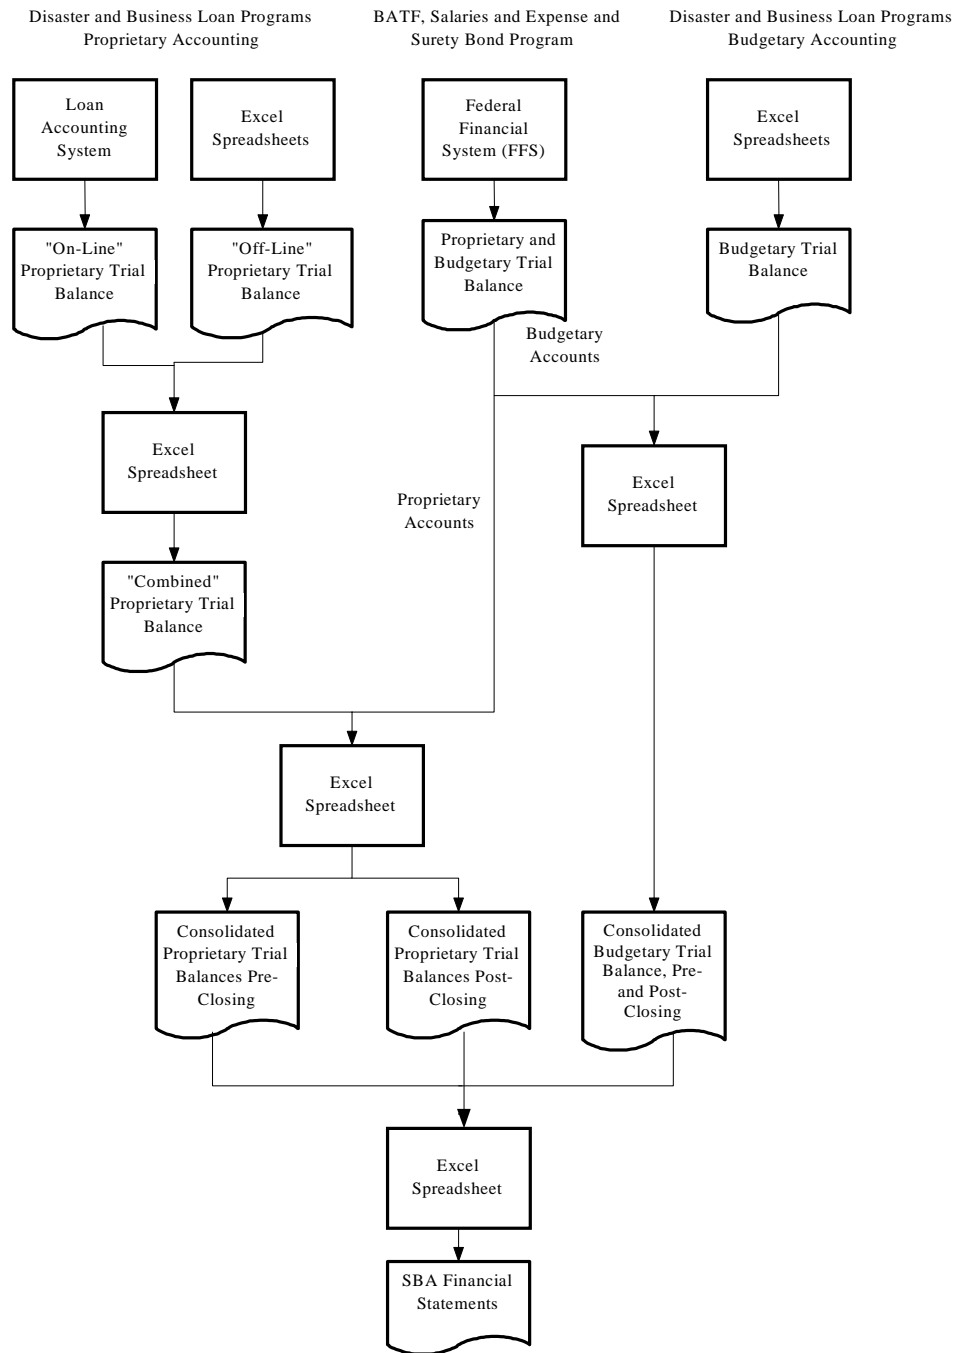 Disaster and Business Loan Programs
Proprietary Accounting
BATF, Salaries and Expense and
Surety Bond Program
Disaster and Business Loan Programs
Budgetary Accounting
Loan
Accounting
System
Excel
Spreadsheets
Federal
Financial
System (FFS)
Excel
Spreadsheets
"On-Line"
Proprietary Trial
Balance
"Off-Line"
Proprietary Trial
Balance
Proprietary and
Budgetary Trial
Balance
Budgetary Trial
Balance
Budgetary
Accounts
Excel
Spreadsheet
Proprietary
Accounts
Excel
Spreadsheet
"Combined"
Proprietary Trial
Balance
Excel
Spreadsheet
Consolidated
Proprietary Trial
Balances Pre-
Closing
Consolidated
Proprietary Trial
Balances Post-
Closing
Consolidated
Budgetary Trial
Balance, Pre-
and Post-
Closing
Excel
Spreadsheet
SBA Financial
Statements